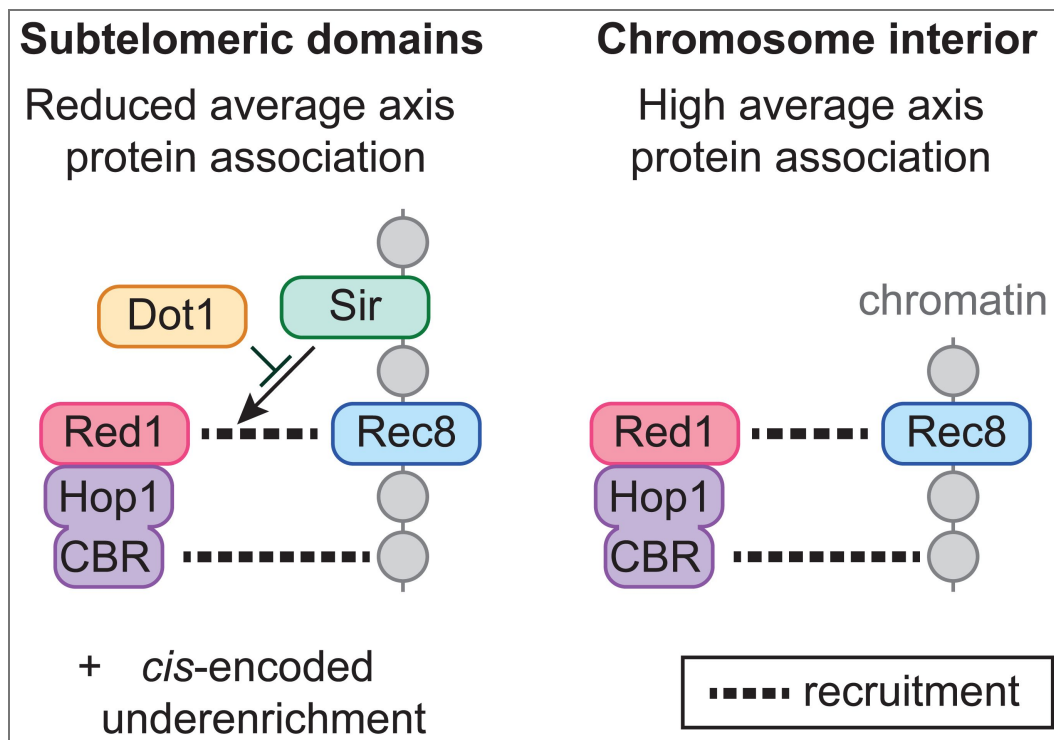 Subtelomeric domains
Reduced average axis
protein association
Dot1
Sir
Red1
Rec8
Hop1
CBR
+ cis-encoded
underenrichment
Chromosome interior
High average axis
protein association
chromatin
Red1
Rec8
Hop1
CBR
recruitment